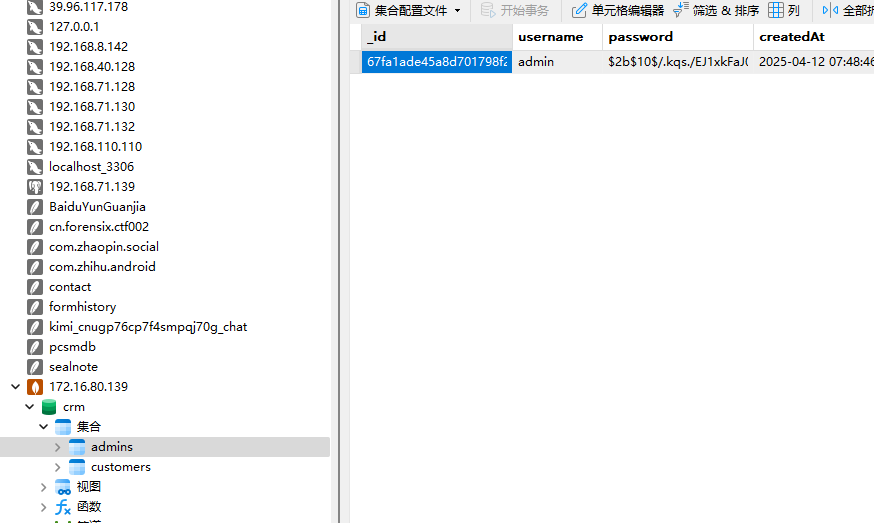 39.96.117.178
127.0.0.1
192.168.8.142
192.168.40.128
192.168.71.128
192.168.71.130
192.168.71.132
192.168.110.110
localhost_3306
192.168.71.139
BaiduYunGuanjia
cn.forensix.ctf002
com.zhaopin.social
com.zhihu.android
contact
formhistory
kimi_cnugp76cp7f4smpqj70g_chat
pcsmdb
sealnote
172.16.80.139
crm
集合
admins
customers
视图
函数
集合配置文件 开始事务 单元格编辑器 筛选 & 排序 列 全部折
_id username password createdAt
67fa1ade45a8d701798f2 admin $2b$10$/.kqs./EJ1xkFaJ0 2025-04-12 07:48:46